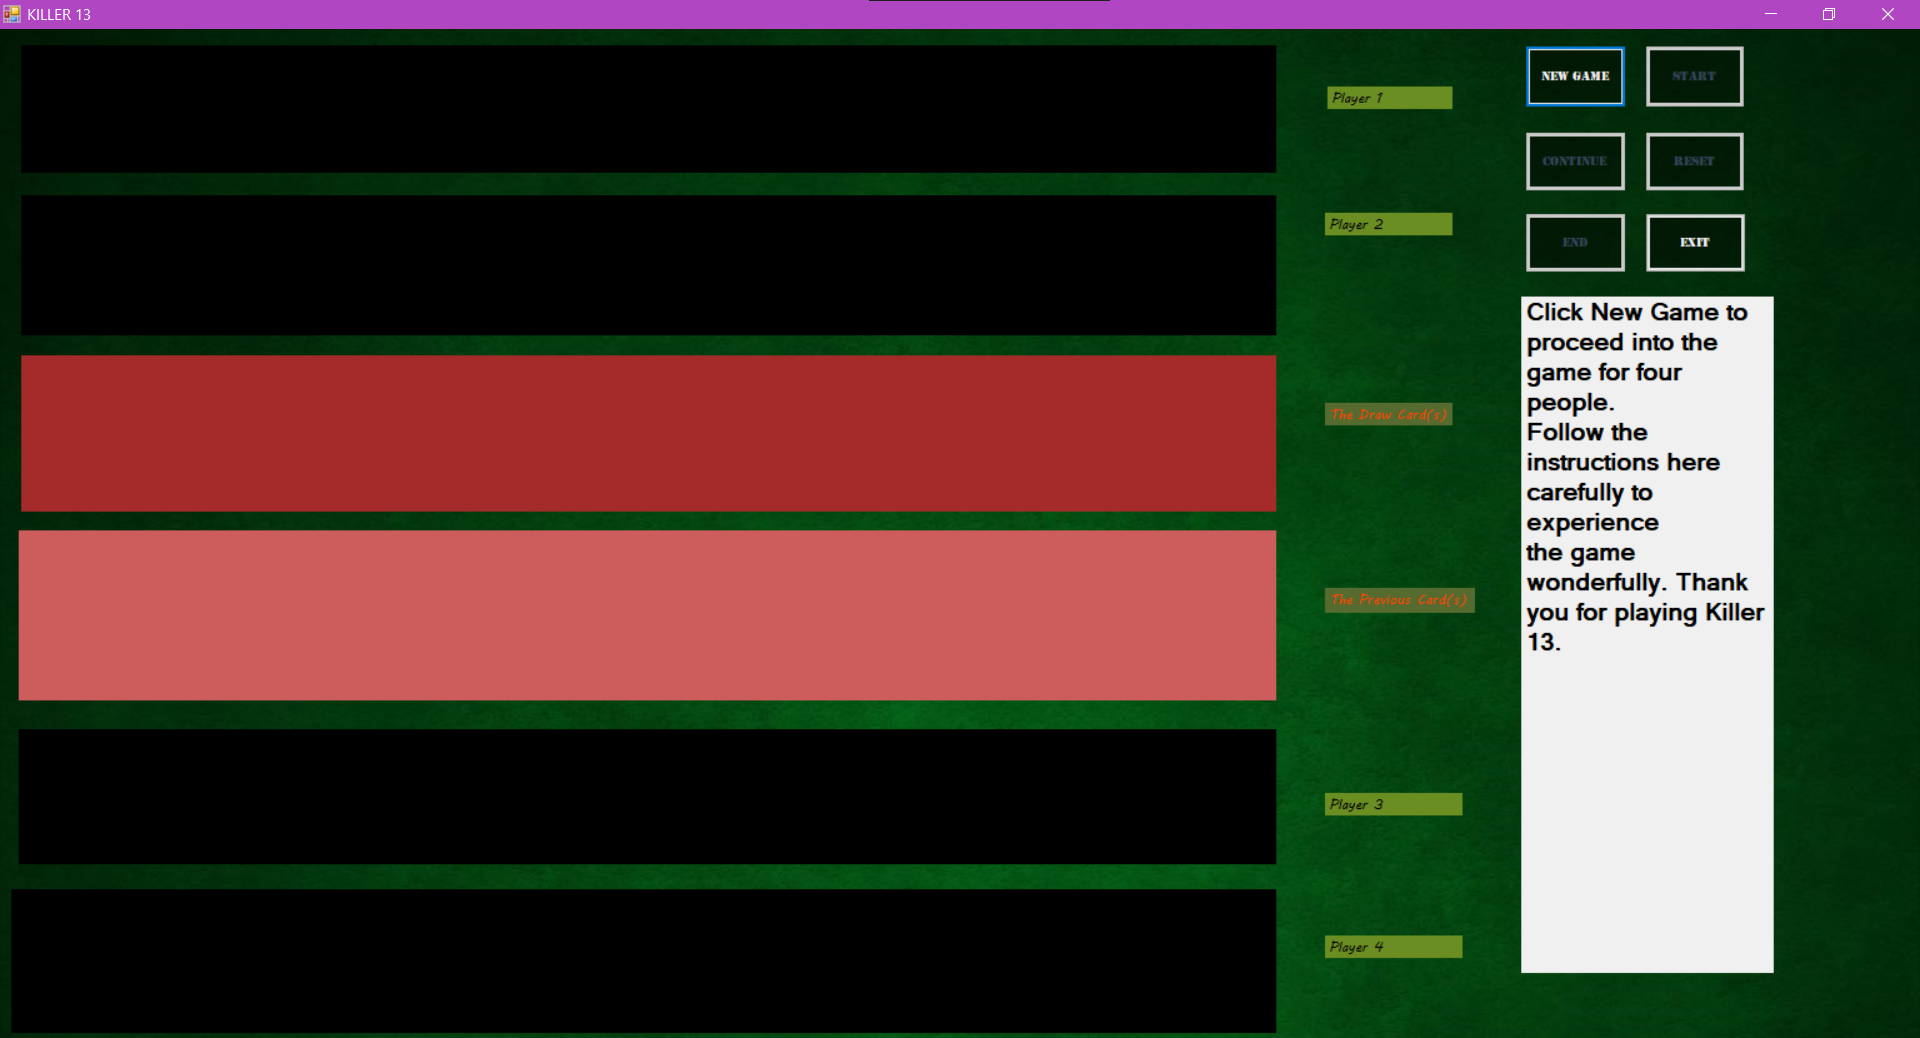 KILLER 13
NEW GAME
START
Player 1
CONTINUE
RESET
Player 2
END
EXIT
Click New Game to
proceed into the
game for four
people.
Follow the
instructions here
carefully to
experience
the game
wonderfully. Thank
you for playing Killer
13.
The Draw Card(s)
The Previous Card(s)
Player 3
Player 4